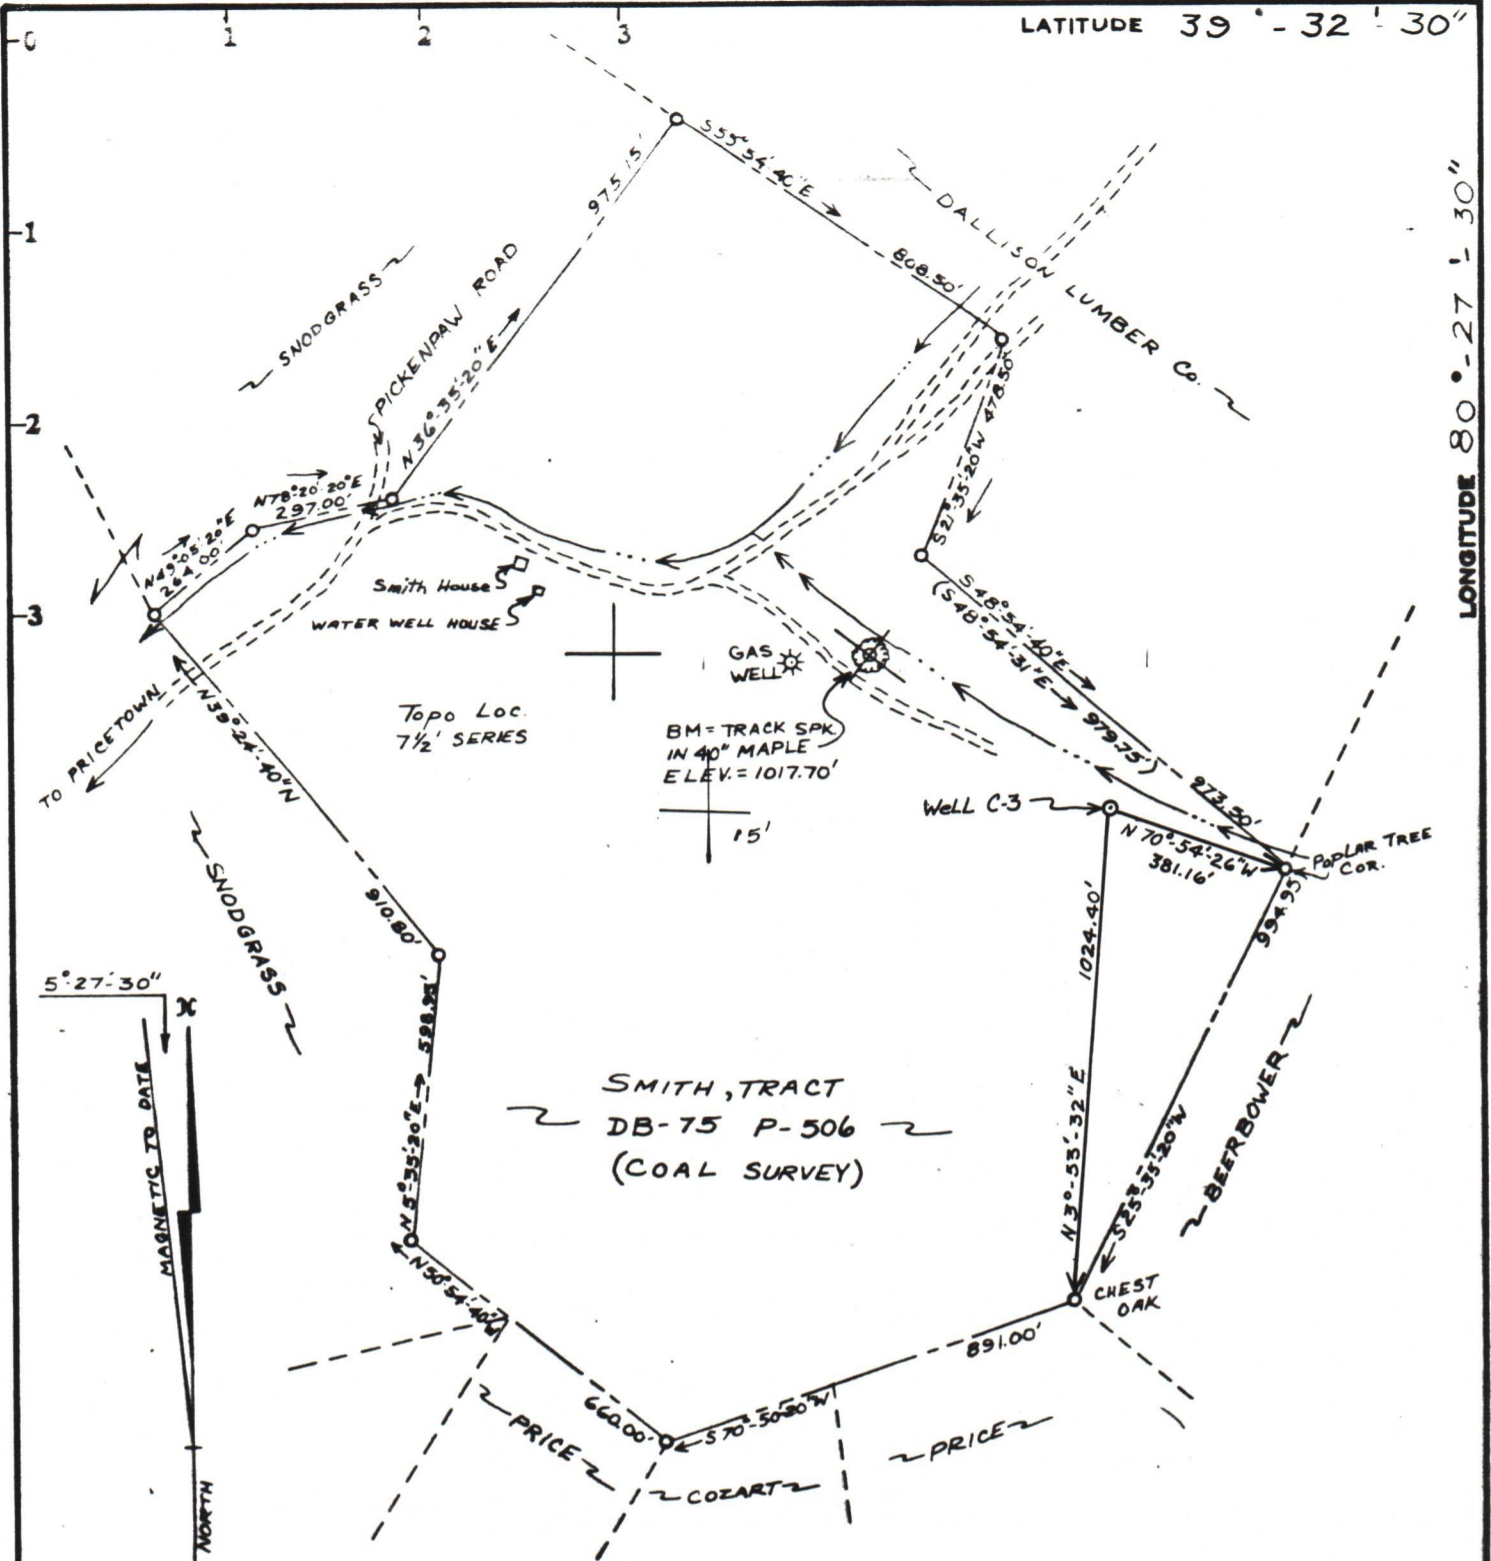 LATITUDE 39° - 32' - 30"
0
1
2
3
1
2
3
LONGITUDE 80° - 27' - 30"
S 55° 54' 40" E
808.50'
975.15'
N 36°-35'-20" E
DALLISON LUMBER Co.
SNODGRASS
PICKENPAW ROAD
N 78°-20'-20" E
297.00'
N 49°-05'-20" E
264.00'
S 21°-35'-20" W 478.50'
S 48°-54'-40" E
973.50'
(S 48°-54'-31" E 979.75')
Smith House
WATER WELL HOUSE
GAS
WELL
TO PRICETOWN
N 39°-24'-40" N
910.80'
Topo Loc.
7½' SERIES
BM = TRACK SPK.
IN 40" MAPLE
ELEV. = 1017.70'
15'
Well C-3
N 70°-54'-26" W
381.16'
POPLAR TREE
COR.
SNODGRASS
1024.40'
N 3°-53'-32" E
994.95'
S 25°-35'-20" W
BEERBOWER
5°-27'-30"
MAGNETIC TO DATE
NORTH
598.95'
N 5°-35'-20" E
SMITH, TRACT
DB-75 P-506
(COAL SURVEY)
CHEST
OAK
N 50°-54'-40" W
660.00'
891.00'
S 70°-50'-20" W
PRICE
COZART
PRICE